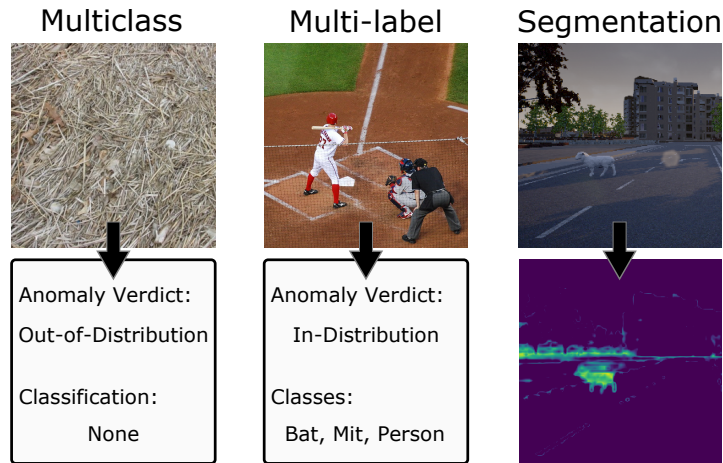 Multiclass
Multi-label
Segmentation
Anomaly Verdict:
Out-of-Distribution
Classification:
None
Anomaly Verdict:
In-Distribution
Classes:
Bat, Mit, Person